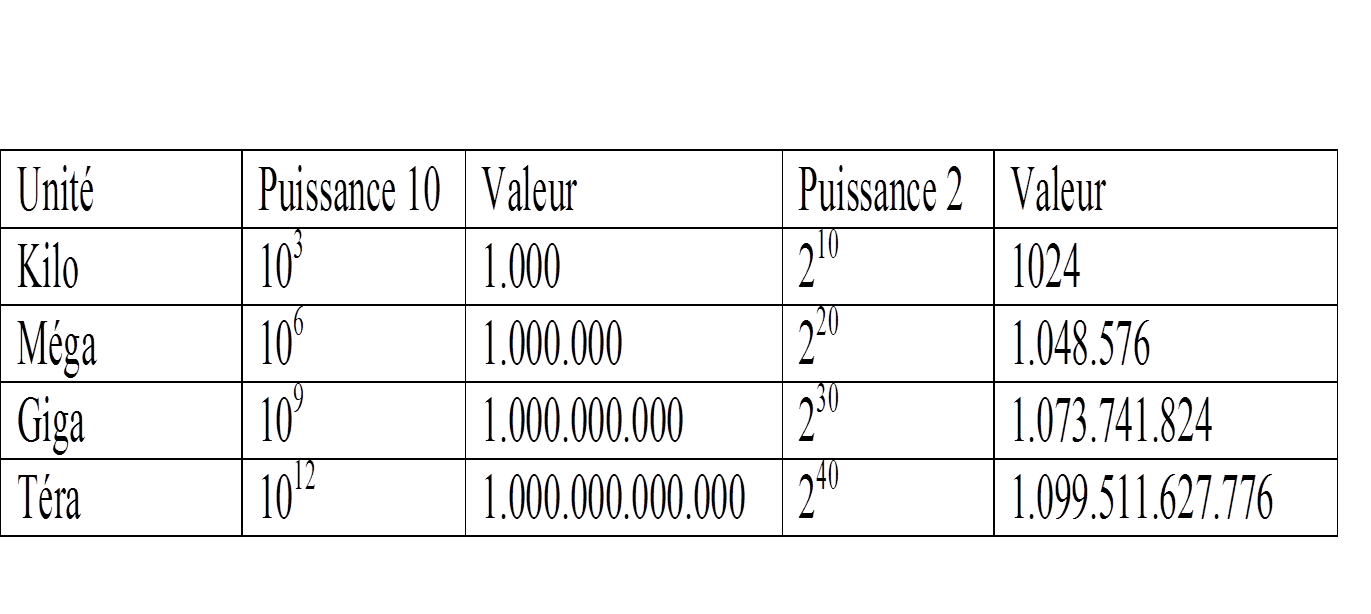 Unité Puissance 10 Valeur Puissance 2 Valeur
Kilo 10³ 1.000 2¹⁰ 1024
Méga 10⁶ 1.000.000 2²⁰ 1.048.576
Giga 10⁹ 1.000.000.000 2³⁰ 1.073.741.824
Téra 10¹² 1.000.000.000.000 2⁴⁰ 1.099.511.627.776